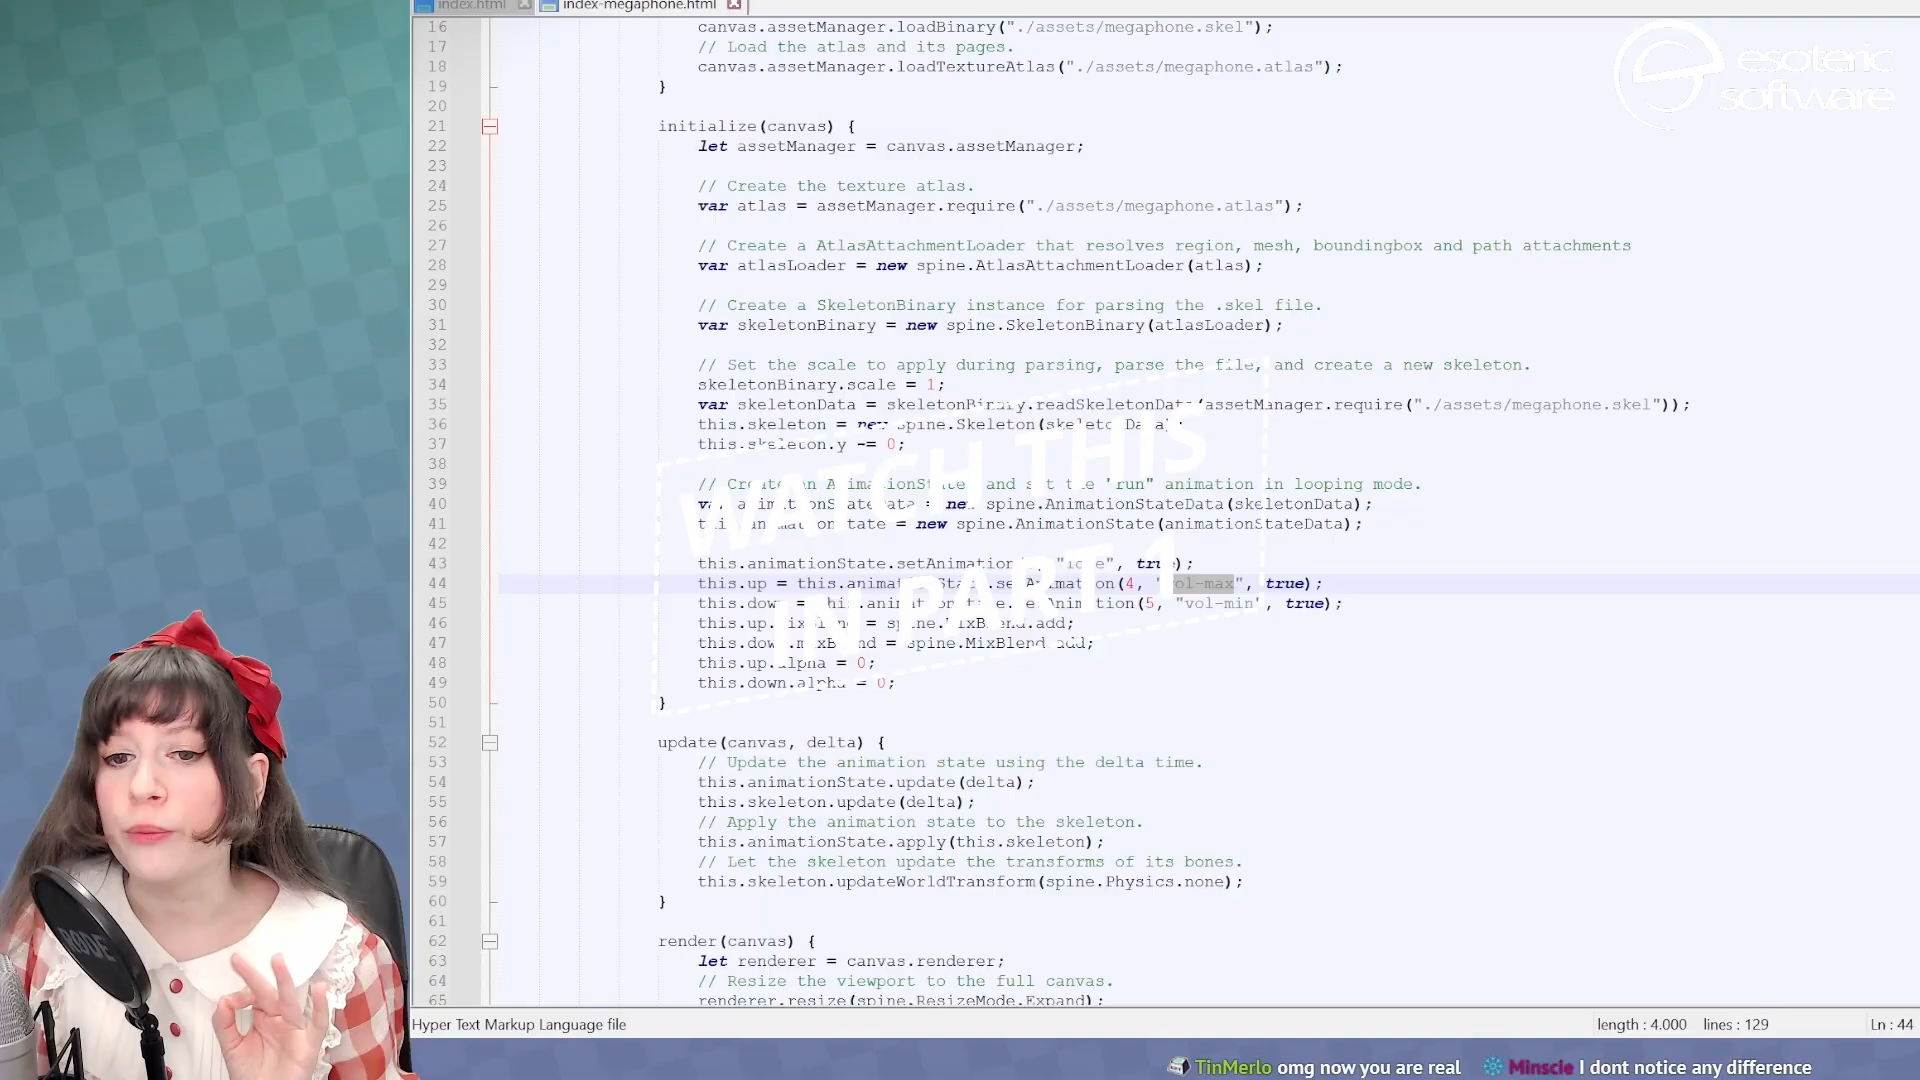 index.html index-megaphone.html
16 canvas.assetManager.loadBinary("./assets/megaphone.skel");
17 // Load the atlas and its pages.
18 canvas.assetManager.loadTextureAtlas("./assets/megaphone.atlas");
19 }
20
21 initialize(canvas) {
22 let assetManager = canvas.assetManager;
23
24 // Create the texture atlas.
25 var atlas = assetManager.require("./assets/megaphone.atlas");
26
27 // Create a AtlasAttachmentLoader that resolves region, mesh, boundingbox and path attachments
28 var atlasLoader = new spine.AtlasAttachmentLoader(atlas);
29
30 // Create a SkeletonBinary instance for parsing the .skel file.
31 var skeletonBinary = new spine.SkeletonBinary(atlasLoader);
32
33 // Set the scale to apply during parsing, parse the file, and create a new skeleton.
34 skeletonBinary.scale = 1;
35 var skeletonData = skeletonBinary.readSkeletonData(assetManager.require("./assets/megaphone.skel"));
36 this.skeleton = new spine.Skeleton(skeletonData);
37 this.skeleton.y -= 0;
38
39 // Create an AnimationState, and set the "run" animation in looping mode.
40 var animationStateData = new spine.AnimationStateData(skeletonData);
41 this.animationState = new spine.AnimationState(animationStateData);
42
43 this.animationState.setAnimation "idle", true);
44 this.up = this.animationState.setAnimation(4, "vol-max", true);
45 this.down = this.animationState.setAnimation(5, "vol-min", true);
46 this.up.mixBlend = spine.MixBlend.add;
47 this.down.mixBlend = spine.MixBlend.add;
48 this.up.alpha = 0;
49 this.down.alpha = 0;
50 }
51
52 update(canvas, delta) {
53 // Update the animation state using the delta time.
54 this.animationState.update(delta);
55 this.skeleton.update(delta);
56 // Apply the animation state to the skeleton.
57 this.animationState.apply(this.skeleton);
58 // Let the skeleton update the transforms of its bones.
59 this.skeleton.updateWorldTransform(spine.Physics.none);
60 }
61
62 render(canvas) {
63 let renderer = canvas.renderer;
64 // Resize the viewport to the full canvas.
65 renderer.resize(spine.ResizeMode.Expand);
WATCH THIS
IN PART 1
esoteric
software
RODE
Hyper Text Markup Language file length : 4.000 lines : 129 Ln : 44
TinMerlo omg now you are real Minscie I dont notice any difference